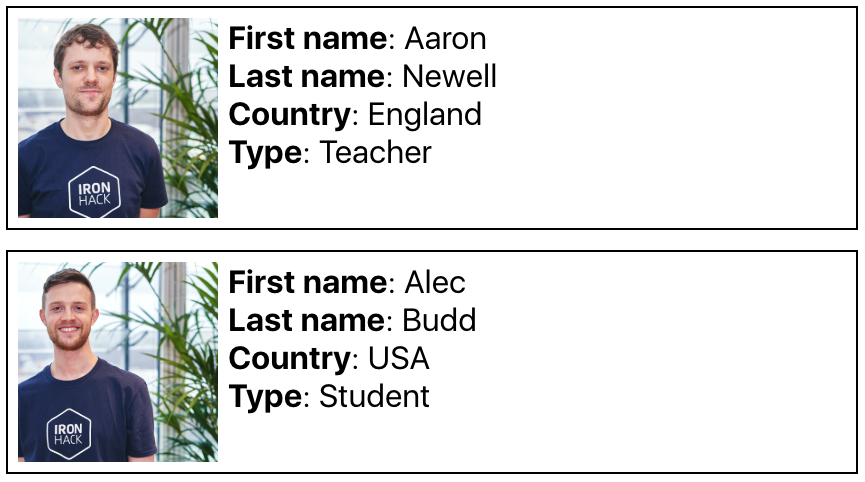 First name: Aaron
Last name: Newell
Country: England
Type: Teacher
IRON
HACK
First name: Alec
Last name: Budd
Country: USA
Type: Student
IRON
HACK